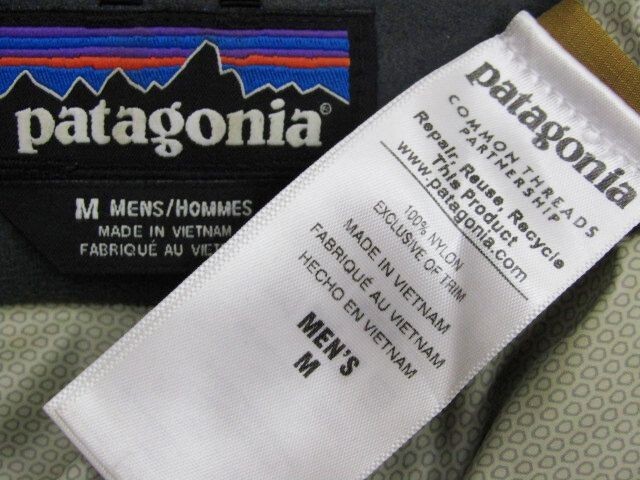 patagonia®
M MENS/HOMMES
MADE IN VIETNAM
FABRIQUÉ AU
patagonia
COMMON THREADS
PARTNERSHIP
Repair, Reuse, Recycle
This Product
www.patagonia.com
100% NYLON
EXCLUSIVE OF TRIM
MADE IN VIETNAM
FABRIQUÉ AU VIETNAM
HECHO EN VIETNAM
MEN'S
M